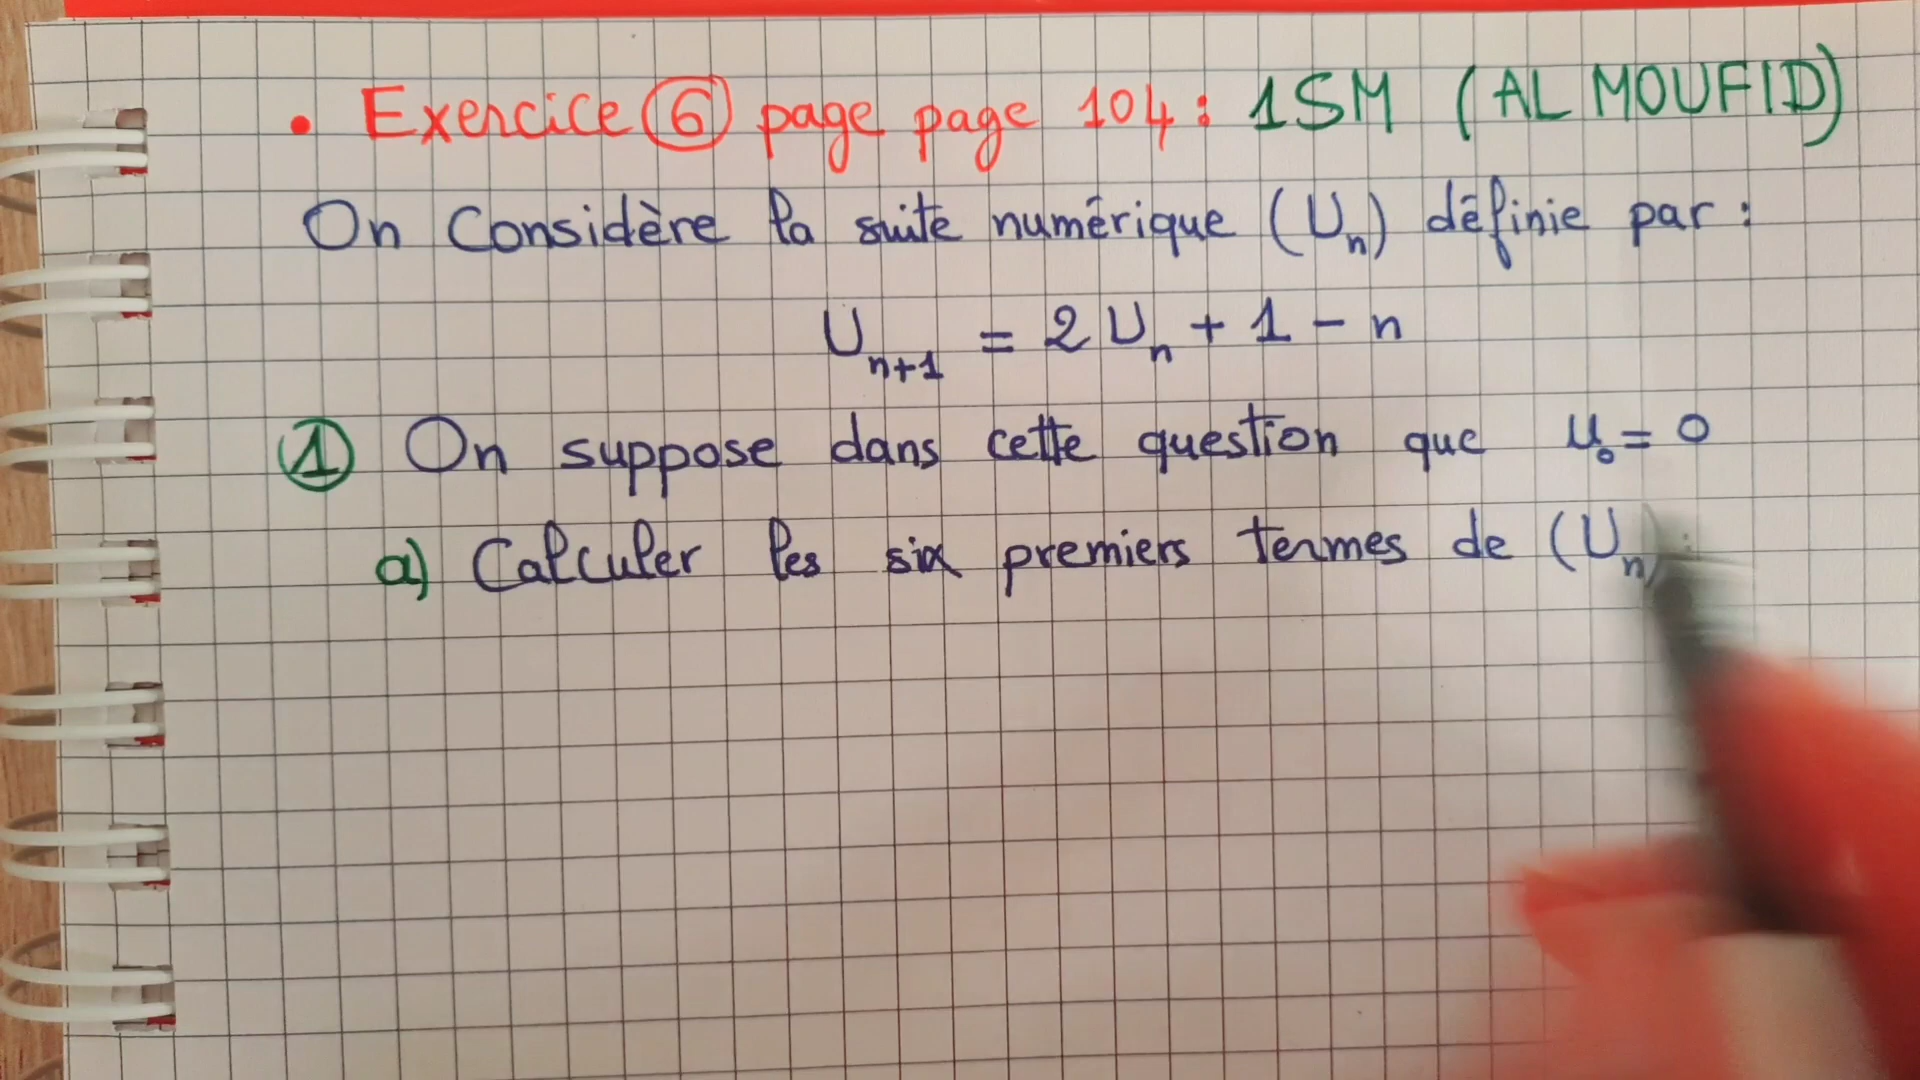 • Exercice 6 page page 104 : 1SM (AL MOUFID)
On Considère la suite numérique (Un) définie par :
Un+1 = 2Un + 1 - n
1 On suppose dans cette question que u0 = 0
a) Calculer les six premiers termes de (Un)